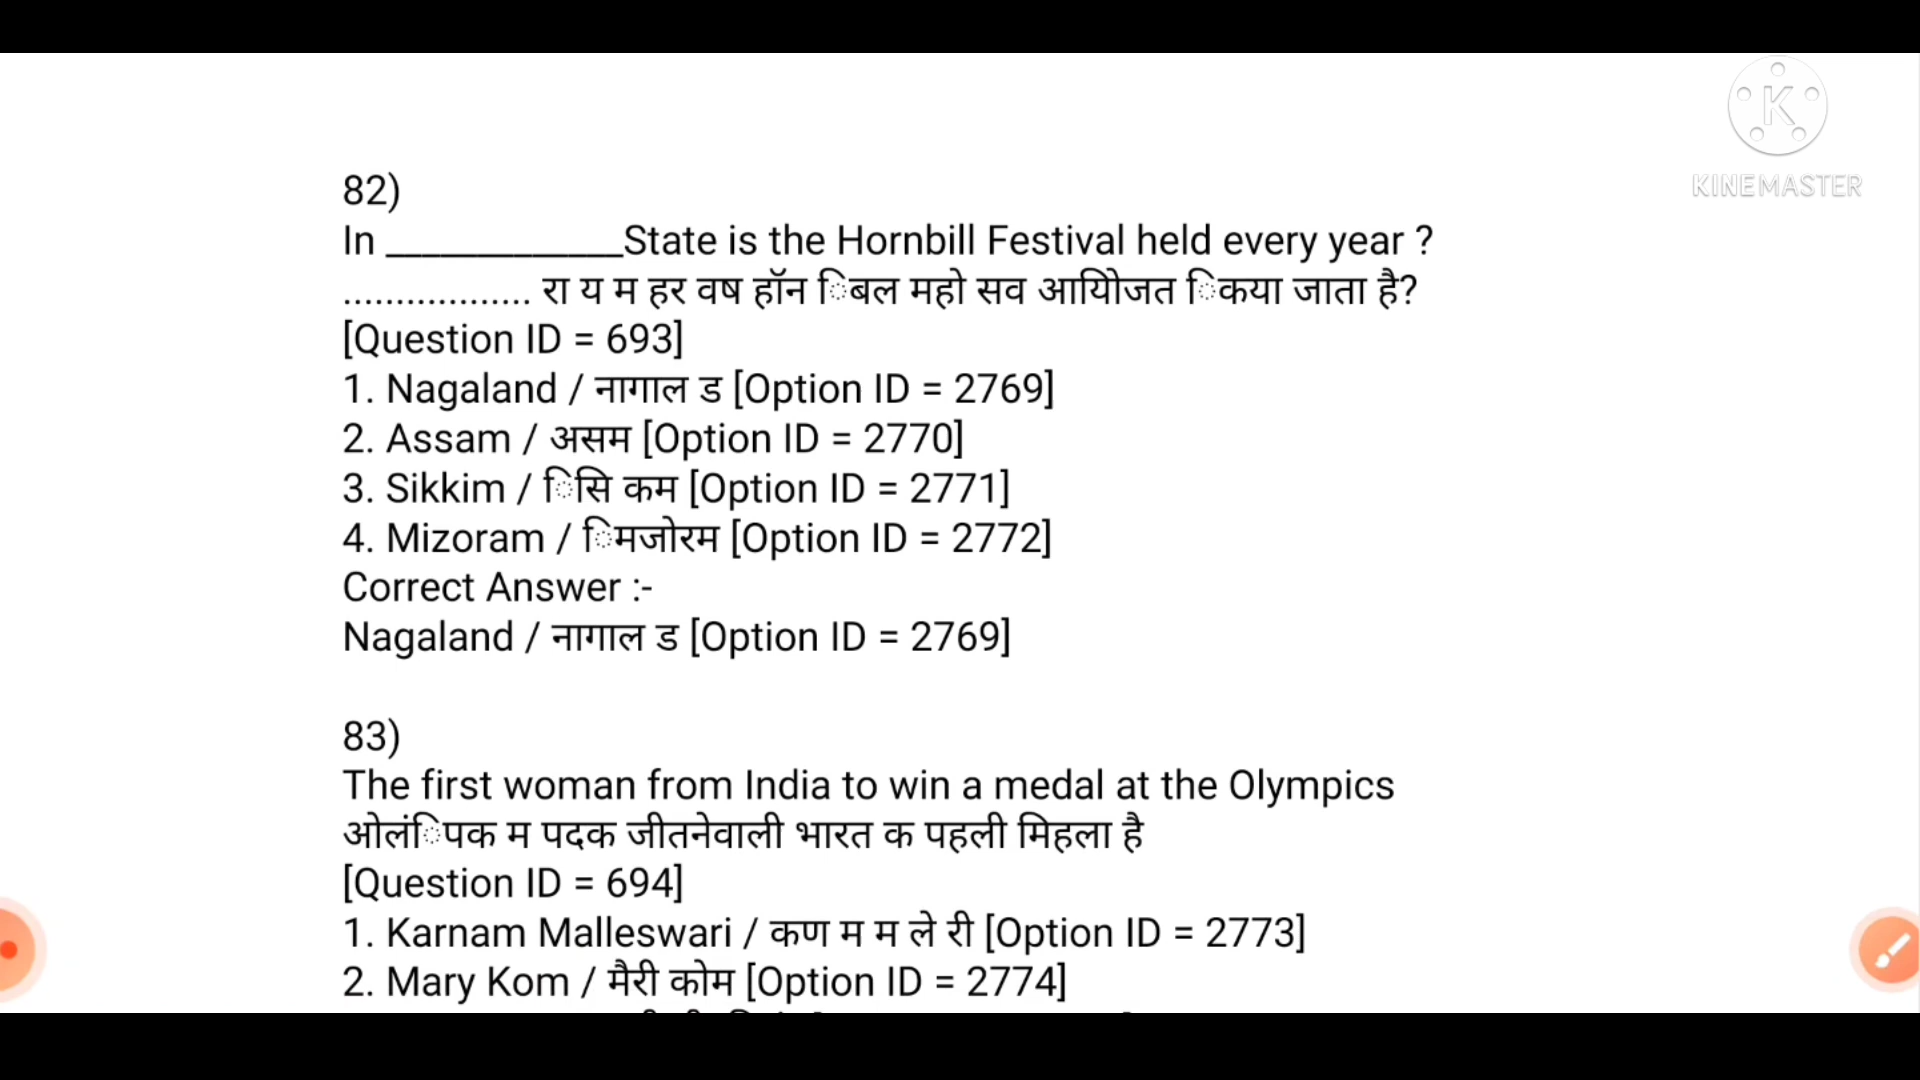 KINEMASTER
82)
In _____________State is the Hornbill Festival held every year ?
.................. रा य म हर वष हॉन िबल महो सव आयोिजत िकया जाता है?
[Question ID = 693]
1. Nagaland / नागाल ड [Option ID = 2769]
2. Assam / असम [Option ID = 2770]
3. Sikkim / िसि कम [Option ID = 2771]
4. Mizoram / िमजोरम [Option ID = 2772]
Correct Answer :-
Nagaland / नागाल ड [Option ID = 2769]
83)
The first woman from India to win a medal at the Olympics
ओलंिपक म पदक जीतनेवाली भारत क पहली मिहला है
[Question ID = 694]
1. Karnam Malleswari / कण म म ले री [Option ID = 2773]
2. Mary Kom / मैरी कोम [Option ID = 2774]